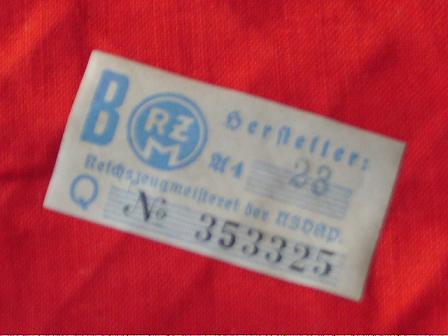 B RZM Hersteller:
A4 23
Reichszeugmeisterei der NSDAP.
Q № 353325